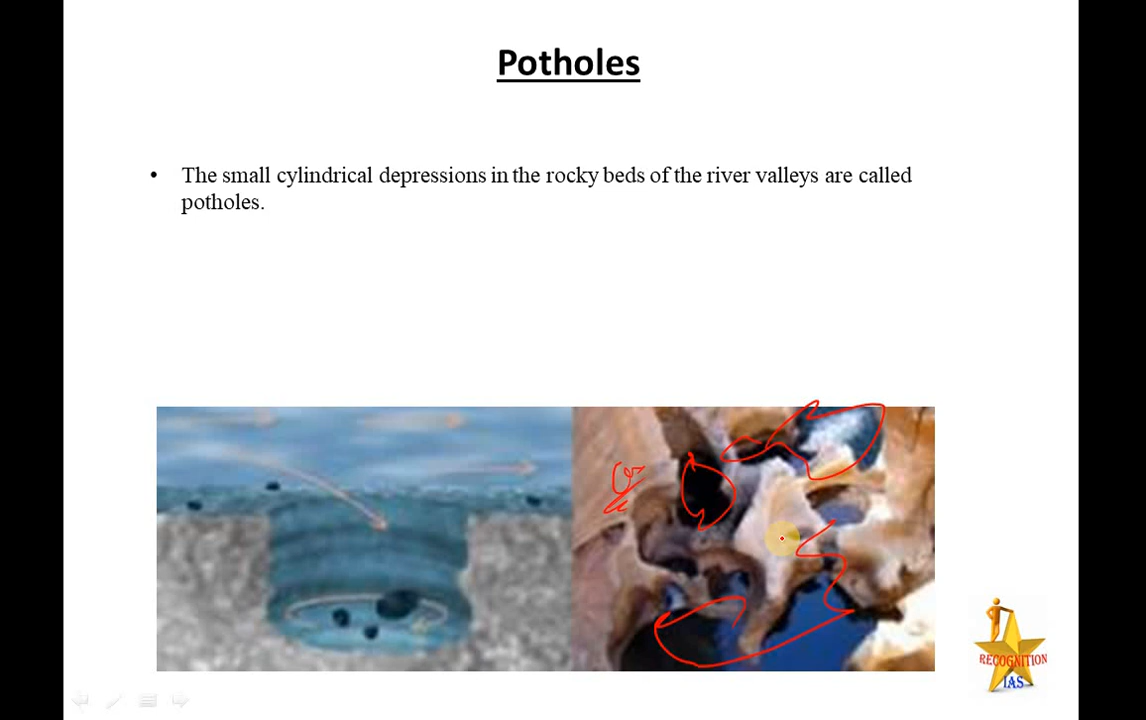 Potholes
• The small cylindrical depressions in the rocky beds of the river valleys are called
potholes.
RECOGNITION
IAS